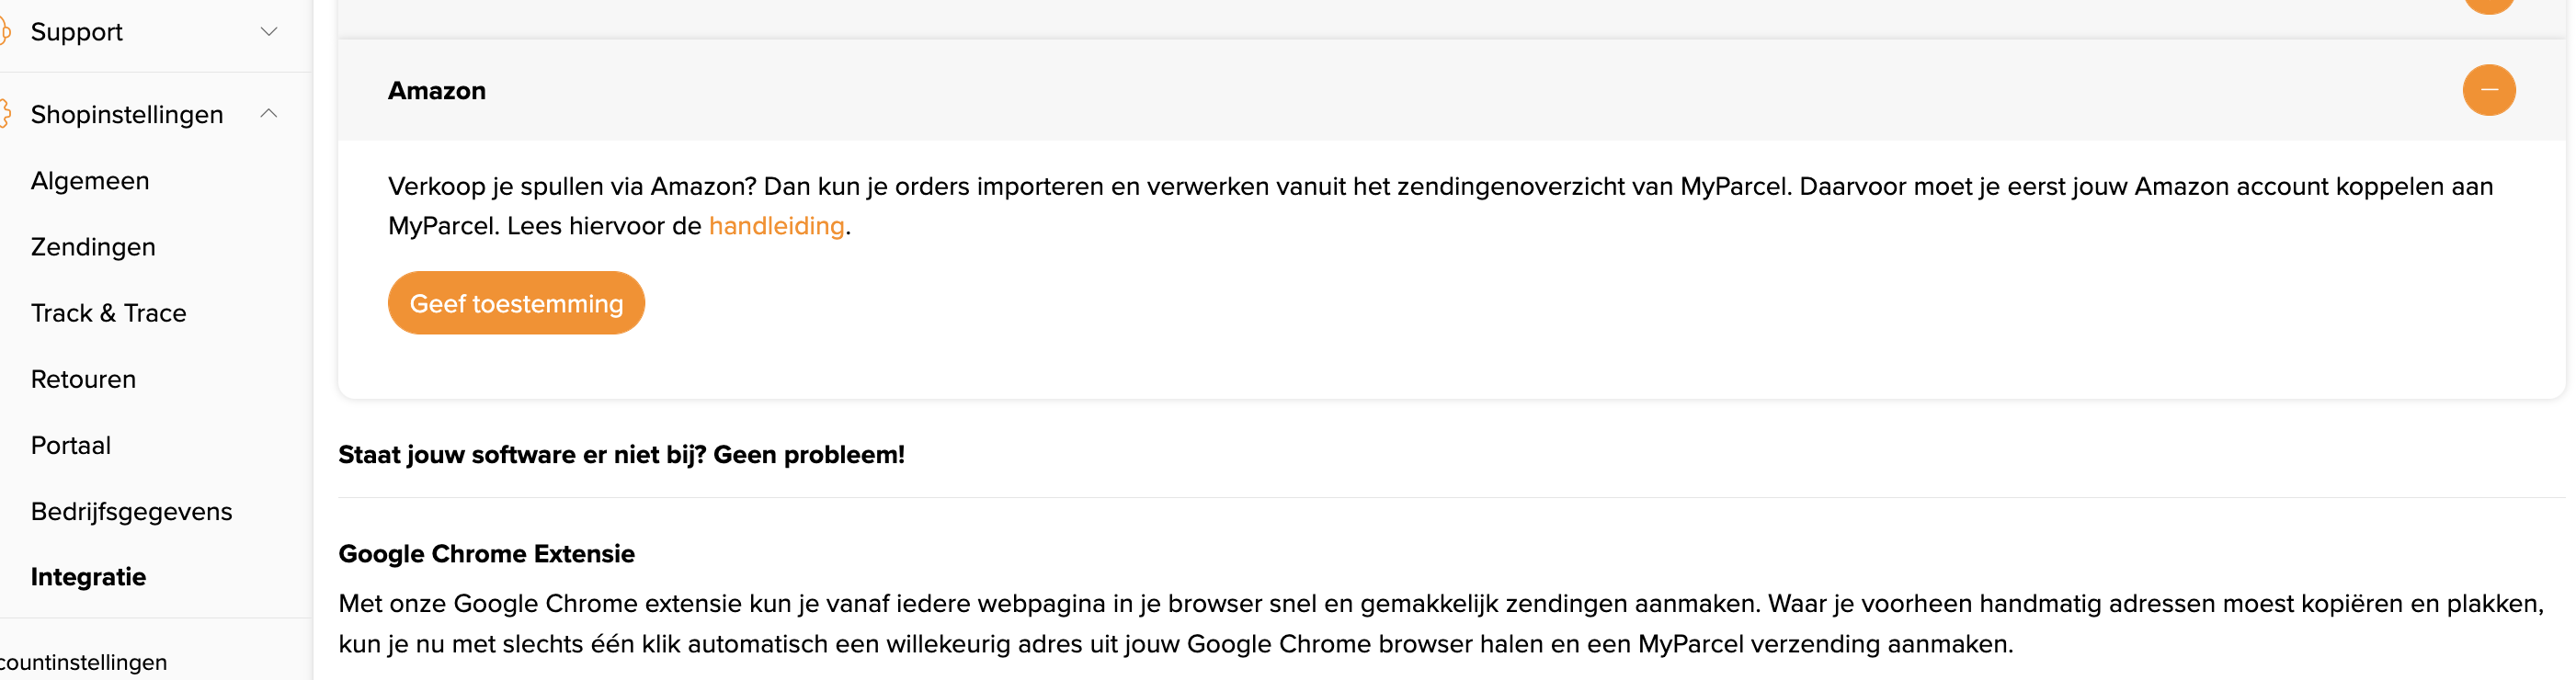 Support
Shopinstellingen
Algemeen
Zendingen
Track & Trace
Retouren
Portaal
Bedrijfsgegevens
Integratie
countinstellingen
Amazon
Verkoop je spullen via Amazon? Dan kun je orders importeren en verwerken vanuit het zendingenoverzicht van MyParcel. Daarvoor moet je eerst jouw Amazon account koppelen aan
MyParcel. Lees hiervoor de handleiding.
Geef toestemming
Staat jouw software er niet bij? Geen probleem!
Google Chrome Extensie
Met onze Google Chrome extensie kun je vanaf iedere webpagina in je browser snel en gemakkelijk zendingen aanmaken. Waar je voorheen handmatig adressen moest kopiëren en plakken,
kun je nu met slechts één klik automatisch een willekeurig adres uit jouw Google Chrome browser halen en een MyParcel verzending aanmaken.